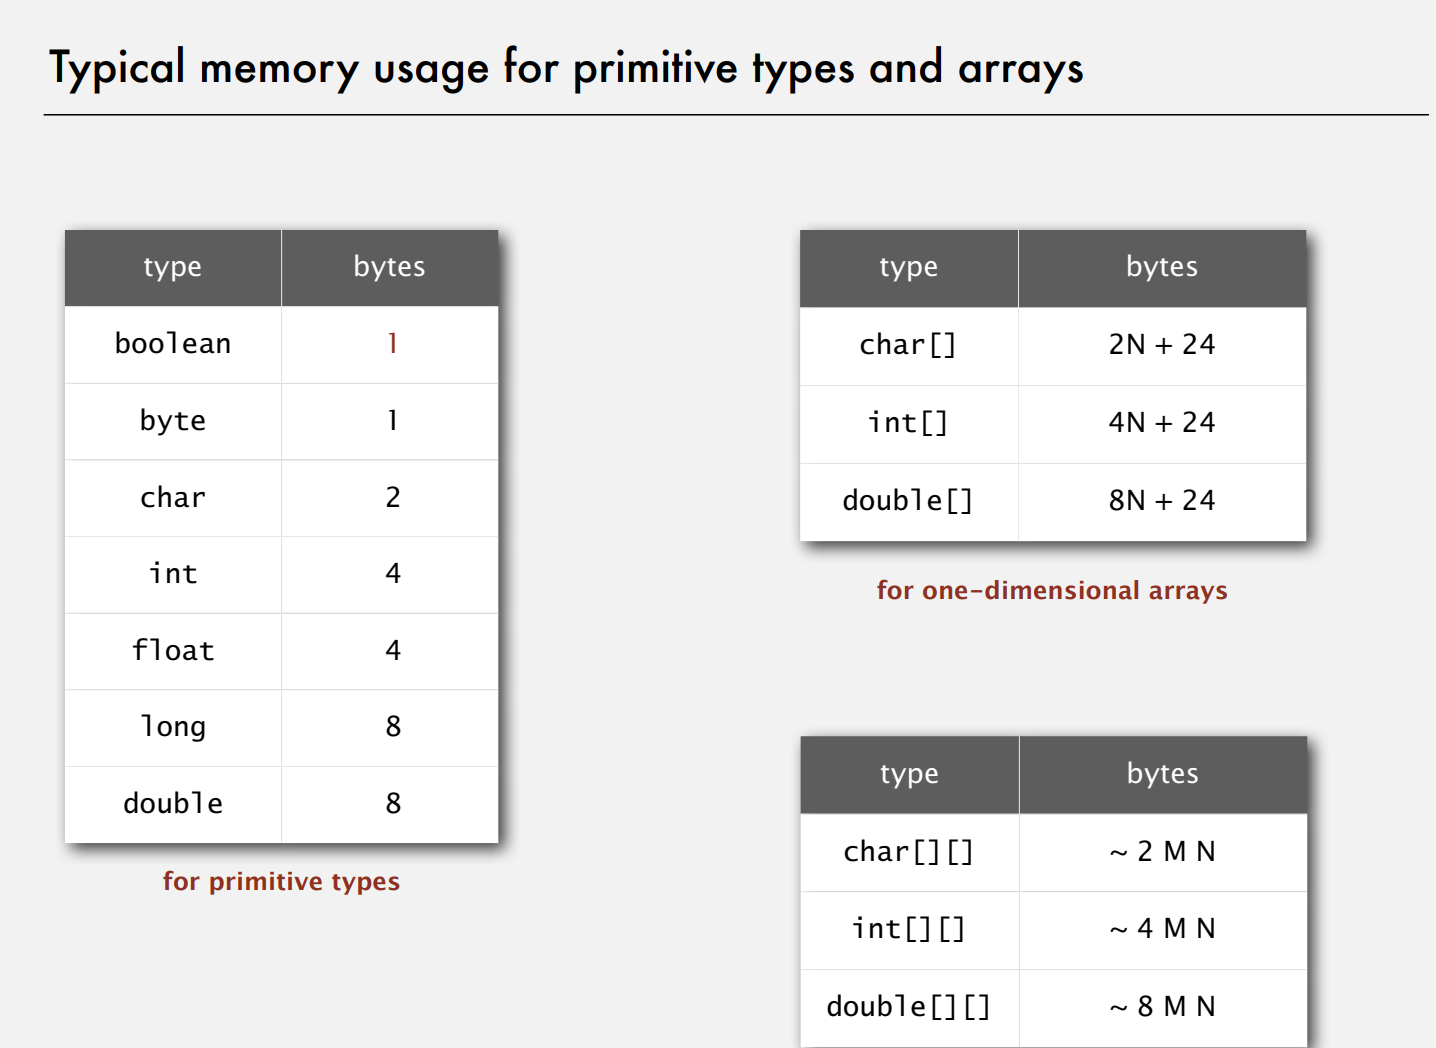 Typical memory usage for primitive types and arrays
type bytes
boolean 1
byte 1
char 2
int 4
float 4
long 8
double 8
for primitive types
type bytes
char[] 2N + 24
int[] 4N + 24
double[] 8N + 24
for one-dimensional arrays
type bytes
char[][] ~ 2 M N
int[][] ~ 4 M N
double[][] ~ 8 M N